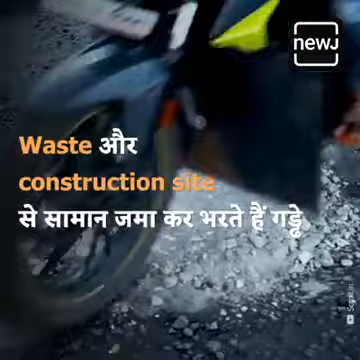 newJ
Waste और
construction site
से सामान जमा कर भरते हैं गड्ढे